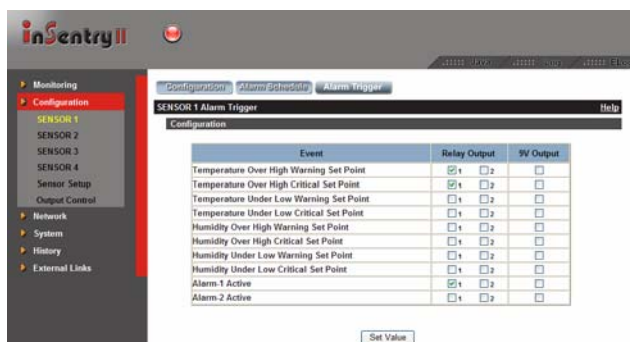 inSentry II
Java
Log
Monitoring
Configuration
SENSOR 1
SENSOR 2
SENSOR 3
SENSOR 4
Sensor Setup
Output Control
Network
System
History
External Links
Configuration Alarm Schedule Alarm Trigger
SENSOR 1 Alarm Trigger Help
Configuration
Event Relay Output 9V Output
Temperature Over High Warning Set Point 1 2
Temperature Over High Critical Set Point 1 2
Temperature Under Low Warning Set Point 1 2
Temperature Under Low Critical Set Point 1 2
Humidity Over High Warning Set Point 1 2
Humidity Over High Critical Set Point 1 2
Humidity Under Low Warning Set Point 1 2
Humidity Under Low Critical Set Point 1 2
Alarm-1 Active 1 2
Alarm-2 Active 1 2
Set Value